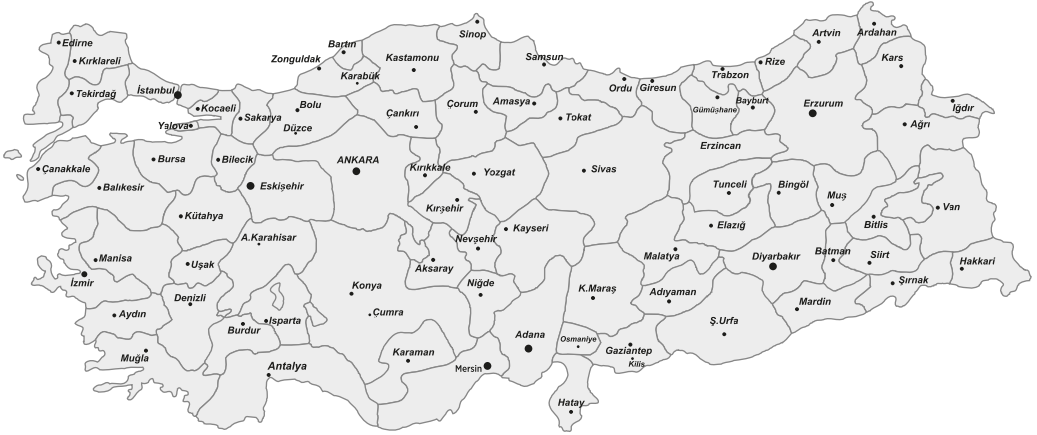 Edirne
Kırklareli
Tekirdağ
İstanbul
Kocaeli
Yalova
Sakarya
Zonguldak
Bartın
Karabük
Bolu
Düzce
Kastamonu
Çankırı
Sinop
Çorum
Samsun
Amasya
Tokat
Ordu
Giresun
Trabzon
Gümüşhane
Bayburt
Rize
Artvin
Ardahan
Kars
Iğdır
Ağrı
Erzurum
Erzincan
Çanakkale
Balıkesir
Bursa
Bilecik
Eskişehir
ANKARA
Kırıkkale
Yozgat
Sivas
Kırşehir
Nevşehir
Kayseri
Tunceli
Bingöl
Muş
Bitlis
Van
Elazığ
Malatya
Diyarbakır
Batman
Siirt
Hakkari
Şırnak
Mardin
Kütahya
A.Karahisar
Manisa
Uşak
İzmir
Aydın
Denizli
Muğla
Burdur
Isparta
Antalya
Konya
Çumra
Aksaray
Niğde
Karaman
Mersin
Adana
K.Maraş
Adıyaman
Osmaniye
Gaziantep
Kilis
Ş.Urfa
Hatay